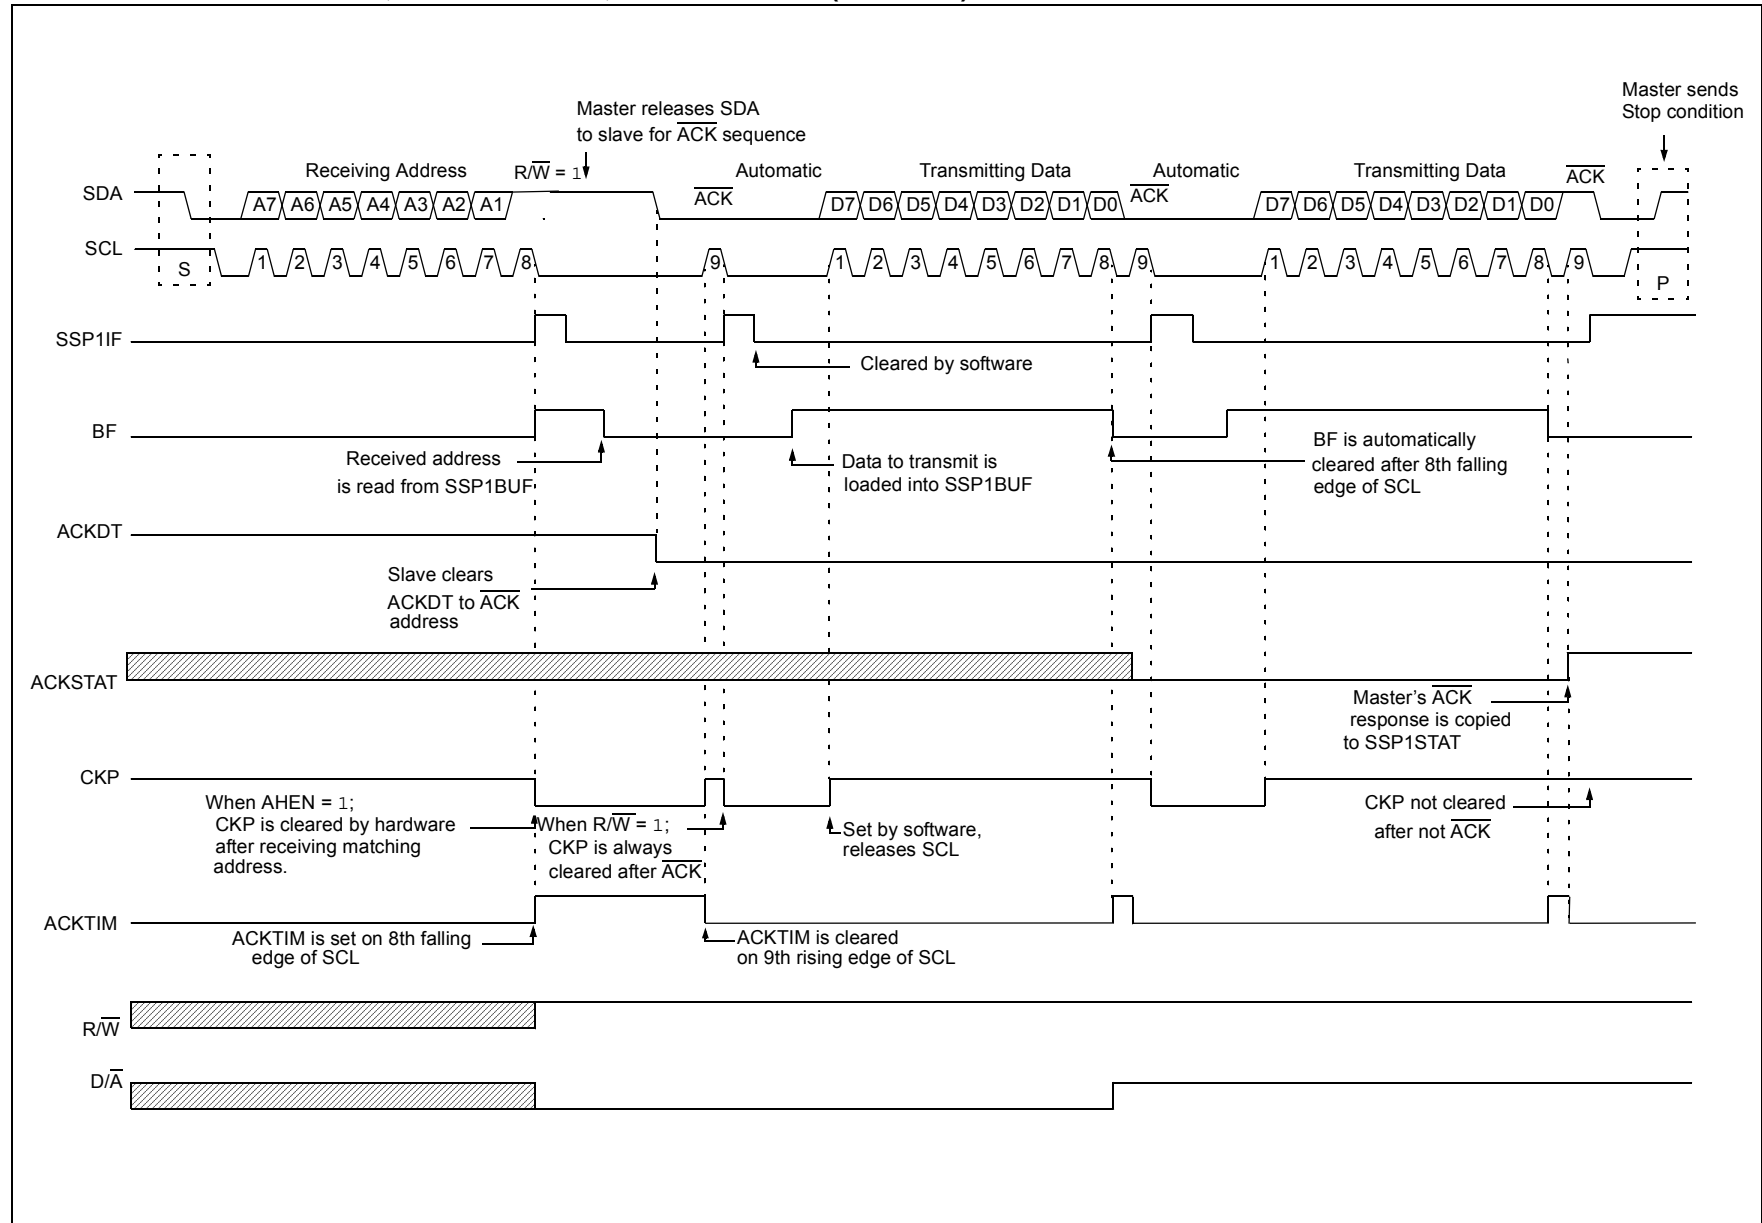 Master sends
Stop condition
Master releases SDA
to slave for A̅C̅K̅ sequence
Receiving Address
R/W̅ = 1
Automatic
Transmitting Data
Automatic
Transmitting Data
A̅C̅K̅
SDA
A7 A6 A5 A4 A3 A2 A1
A̅C̅K̅
D7 D6 D5 D4 D3 D2 D1 D0
A̅C̅K̅
D7 D6 D5 D4 D3 D2 D1 D0
SCL
S
1 2 3 4 5 6 7 8
9
1 2 3 4 5 6 7 8 9
1 2 3 4 5 6 7 8 9
P
SSP1IF
Cleared by software
BF
Received address
is read from SSP1BUF
Data to transmit is
loaded into SSP1BUF
BF is automatically
cleared after 8th falling
edge of SCL
ACKDT
Slave clears
ACKDT to A̅C̅K̅
address
ACKSTAT
Master's A̅C̅K̅
response is copied
to SSP1STAT
CKP
When AHEN = 1;
CKP is cleared by hardware
after receiving matching
address.
When R/W̅ = 1;
CKP is always
cleared after A̅C̅K̅
Set by software,
releases SCL
CKP not cleared
after not A̅C̅K̅
ACKTIM
ACKTIM is set on 8th falling
edge of SCL
ACKTIM is cleared
on 9th rising edge of SCL
R/W̅
D/A̅